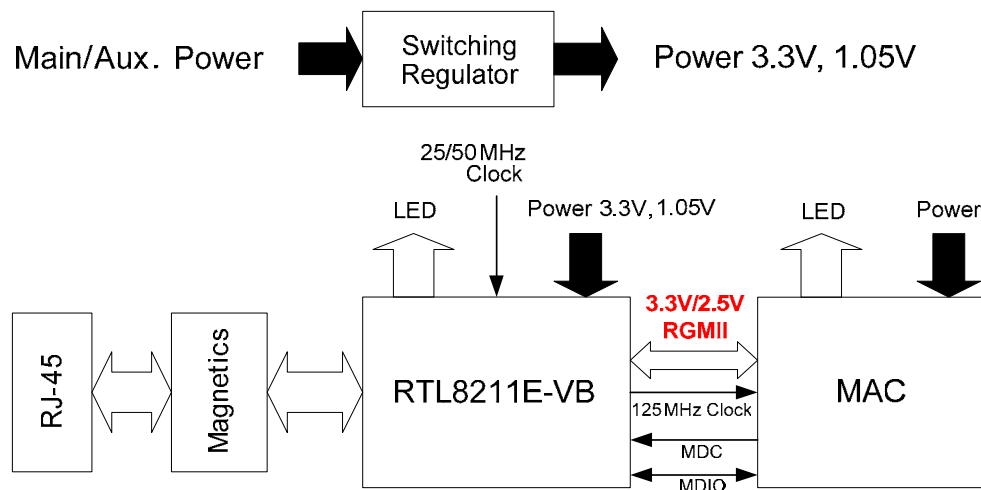 Main/Aux. Power
Switching
Regulator
Power 3.3V, 1.05V
25/50MHz
Clock
LED
Power 3.3V,1.05V
LED
Power
3.3V/2.5V
RGMII
RJ-45
Magnetics
RTL8211E-VB
MAC
125MHz Clock
MDC
MDIO